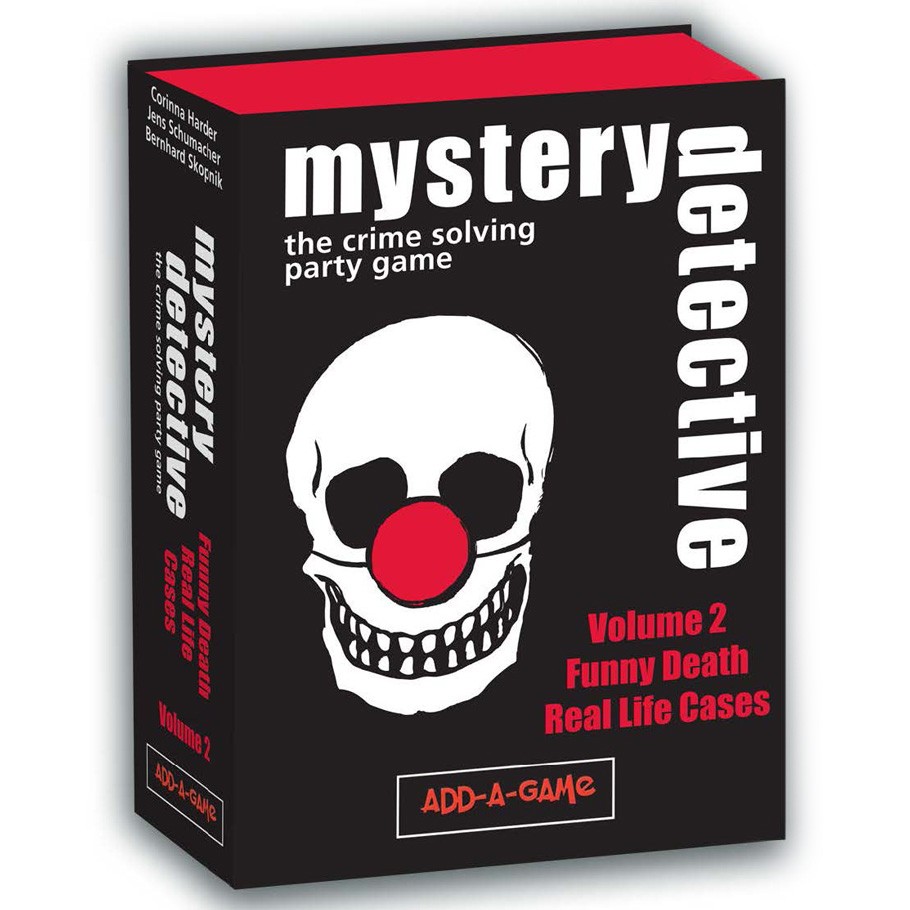 Corinna Harder
Jens Schumacher
Bernhard Skopnik
mystery
detective
the crime solving party game
Funny Death
Real Life
Cases
Volume 2
ADD-A-GAME
mystery
detective
the crime solving
party game
Volume 2
Funny Death
Real Life Cases
ADD-A-GAME